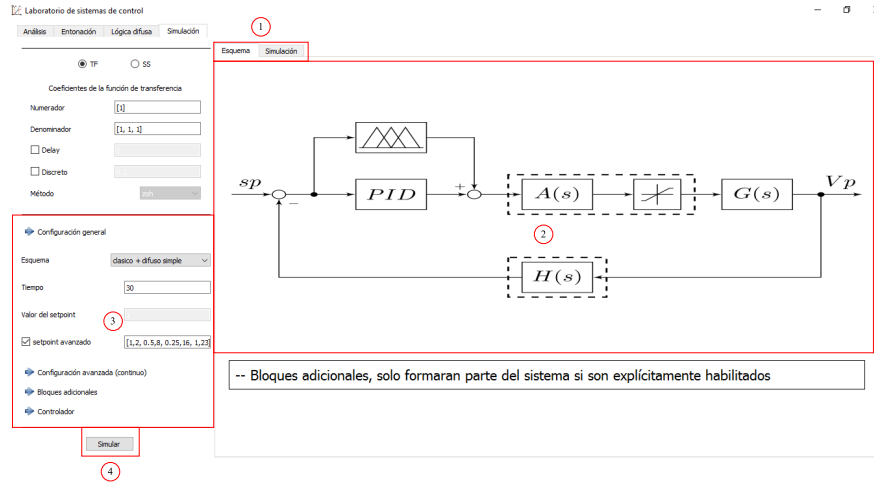 Laboratorio de sistemas de control
1
Análisis Entonación Lógica difusa Simulación
Esquema Simulación
TF SS
Coeficientes de la función de transferencia
Numerador [1]
Denominador [1, 1, 1]
Delay
Discreto
Método zoh
sp
−
PID
+
A(s)
G(s)
Vp
2
H(s)
Configuración general
Esquema clasico + difuso simple
Tiempo 30
Valor del setpoint
3
setpoint avanzado [1,2, 0.5,8, 0.25,16, 1,23]
Configuración avanzada (continuo)
Bloques adicionales
Controlador
-- Bloques adicionales, solo formaran parte del sistema si son explícitamente habilitados
Simular
4